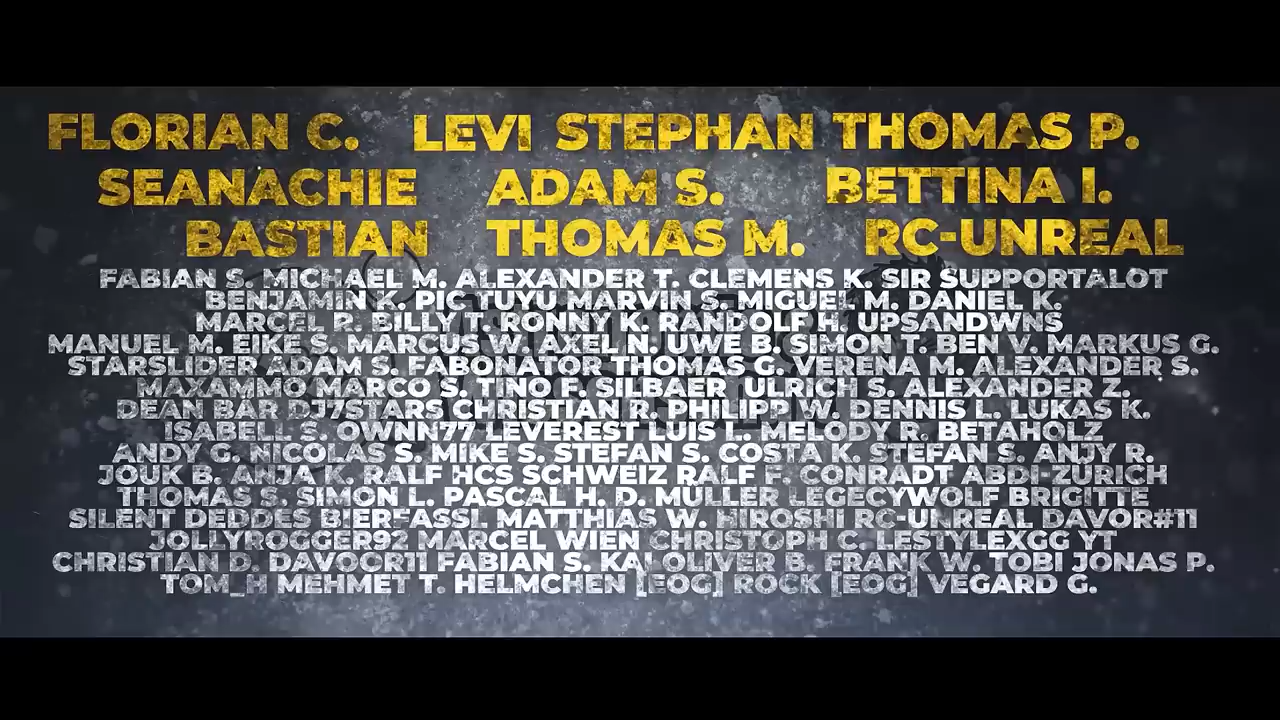 FLORIAN C. LEVI STEPHAN THOMAS P.
SEANACHIE ADAM S. BETTINA I.
BASTIAN THOMAS M. RC-UNREAL
FABIAN S. MICHAEL M. ALEXANDER T. CLEMENS K. SIR SUPPORTALOT
BENJAMIN K. PIC TUYU MARVIN S. MIGUEL M. DANIEL K.
MARCEL R. BILLY T. RONNY K. RANDOLF H. UPSANDWNS
MANUEL M. EIKE S. MARCUS W. AXEL N. UWE B. SIMON T. BEN V. MARKUS G.
STARSLIDER ADAM S. FABONATOR THOMAS G. VERENA M. ALEXANDER S.
MAXAMMO MARCO S. TINO F. SILBAER_ULRICH S. ALEXANDER Z.
DEAN BAR DJ7STARS CHRISTIAN R. PHILIPP W. DENNIS L. LUKAS K.
ISABELL S. OWNN77 LEVEREST LUIS L. MELODY R. BETAHOLZ
ANDY G. NICOLAS S. MIKE S. STEFAN S. COSTA K. STEFAN S. ANJY R.
JOUK B. ANJA K. RALF HCS SCHWEIZ RALF F. CONRADT ABDI-ZÜRICH
THOMAS S. SIMON L. PASCAL H. D. MÜLLER LEGECYWOLF BRIGITTE
SILENT DEDDES BIERFASSL MATTHIAS W. HIROSHI RC-UNREAL DAVOR#11
JOLLYROGGER92 MARCEL WIEN CHRISTOPH C. LESTYLEXGG YT
CHRISTIAN D. DAVOOR11 FABIAN S. KAI OLIVER B. FRANK W. TOBI JONAS P.
TOM_H MEHMET T. HELMCHEN [EOG] ROCK [EOG] VEGARD G.